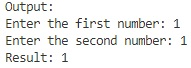 Output:
Enter the first number: 1
Enter the second number: 1
Result: 1